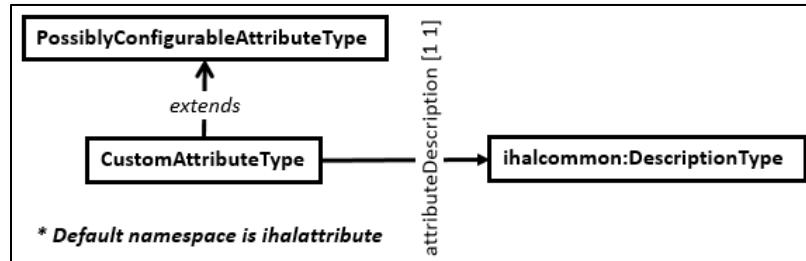 PossiblyConfigurableAttributeType
extends
CustomAttributeType
attributeDescription [1 1]
ihalcommon:DescriptionType
* Default namespace is ihalattribute